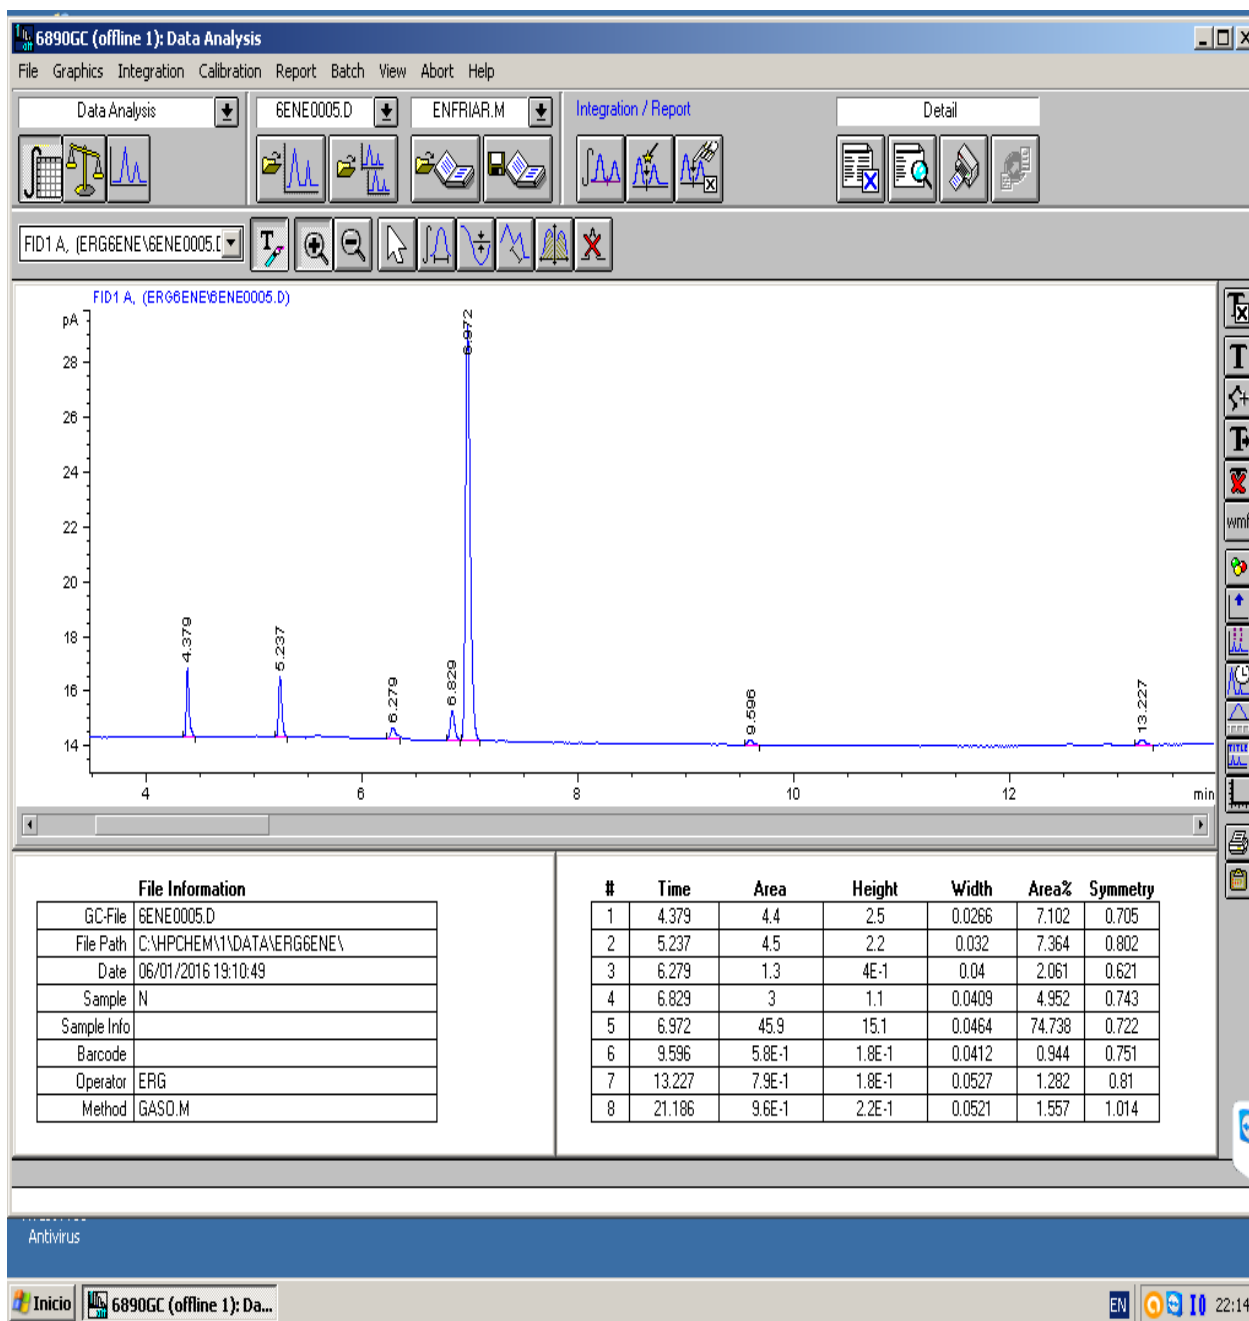 6890GC (offline 1): Data Analysis
File Graphics Integration Calibration Report Batch View Abort Help
Data Analysis 6ENE0005.D ENFRIAR.M Integration / Report Detail
FID1 A, (ERG6ENE\6ENE0005.D
FID1 A, (ERG6ENE\6ENE0005.D)
pA
28
26
24
22
20
18
16
14
4.379
5.237
6.279
6.829
6.972
9.596
13.227
4 6 8 10 12 min
wmf
TITLE
File Information
GC-File 6ENE0005.D
File Path C:\HPCHEM\1\DATA\ERG6ENE\
Date 06/01/2016 19:10:49
Sample N
Sample Info
Barcode
Operator ERG
Method GASO.M
# Time Area Height Width Area% Symmetry
1 4.379 4.4 2.5 0.0266 7.102 0.705
2 5.237 4.5 2.2 0.032 7.364 0.802
3 6.279 1.3 4E-1 0.04 2.061 0.621
4 6.829 3 1.1 0.0409 4.952 0.743
5 6.972 45.9 15.1 0.0464 74.738 0.722
6 9.596 5.8E-1 1.8E-1 0.0412 0.944 0.751
7 13.227 7.9E-1 1.8E-1 0.0527 1.282 0.81
8 21.186 9.6E-1 2.2E-1 0.0521 1.557 1.014
Antivirus
Inicio 6890GC (offline 1): Da... EN 22:14